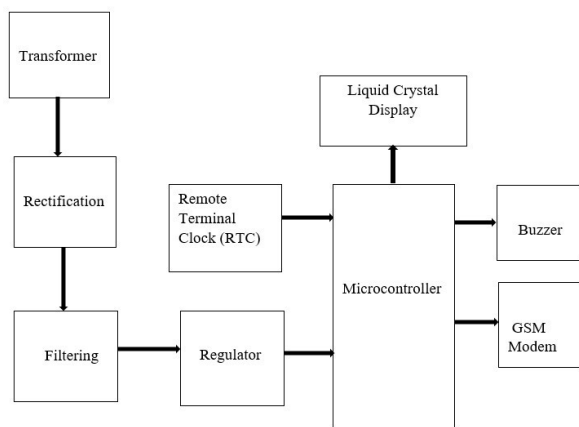 Transformer
Liquid Crystal
Display
Rectification
Remote
Terminal
Clock (RTC)
Buzzer
Microcontroller
Filtering
Regulator
GSM
Modem